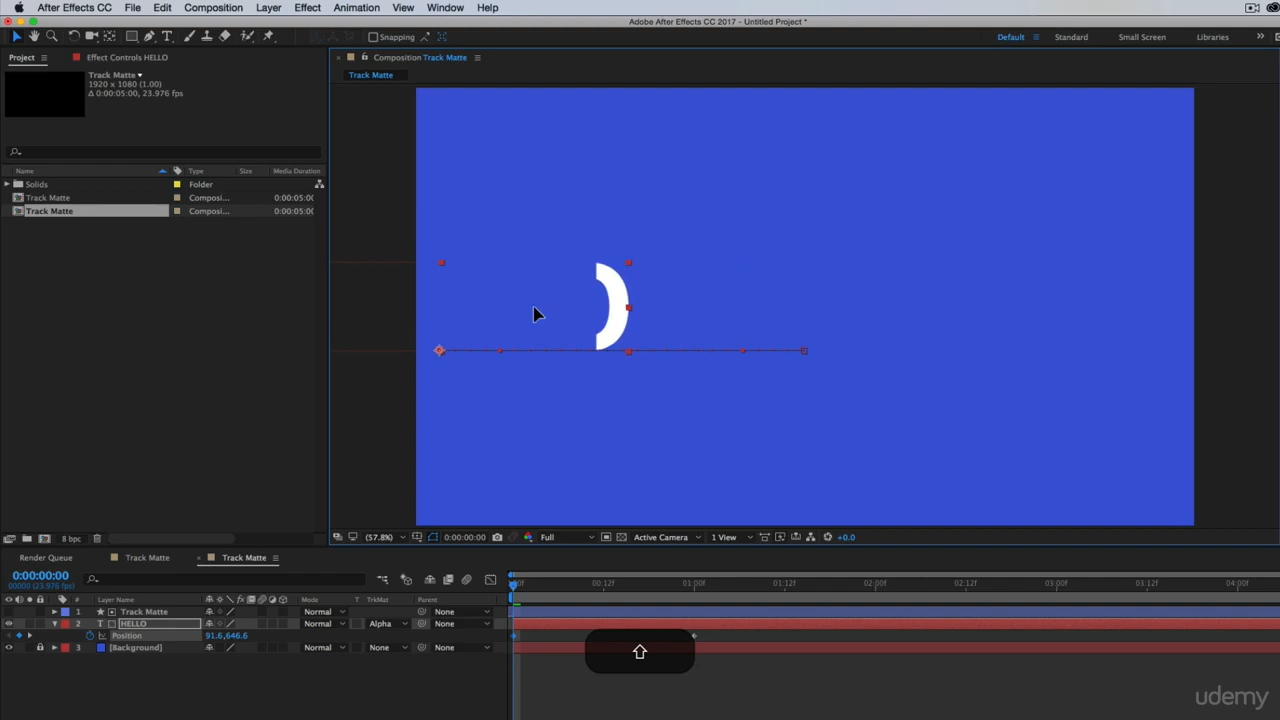 After Effects CC File Edit Composition Layer Effect Animation View Window Help
Adobe After Effects CC 2017 - Untitled Project *
Snapping Default Standard Small Screen Libraries
Project Effect Controls HELLO
Composition Track Matte
Track Matte
Track Matte
1920 x 1080 (1.00)
Δ 0:00:05:00, 23.976 fps
Name Type Size Media Duration
Solids Folder
Track Matte Composi... 0:00:05:00
Track Matte Composi... 0:00:05:00
8 bpc
(57.8%) 0:00:00:00 Full Active Camera 1 View +0.0
Render Queue Track Matte Track Matte
0:00:00:00
00000 (23.976 fps)
00:12f 01:00f 01:12f 02:00f 02:12f 03:00f 03:12f 04:00f
# Layer Name Mode T TrkMat Parent
1 Track Matte Normal None
2 HELLO Normal Alpha None
Position 91.6,646.6
3 [Background] Normal None None
udemy